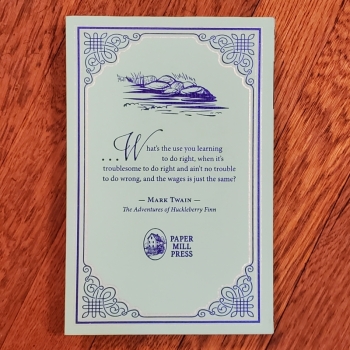 ...What's the use you learning
to do right, when it's
troublesome to do right and ain't no trouble
to do wrong, and the wages is just the same?
— Mark Twain —
The Adventures of Huckleberry Finn
PAPER
MILL
PRESS